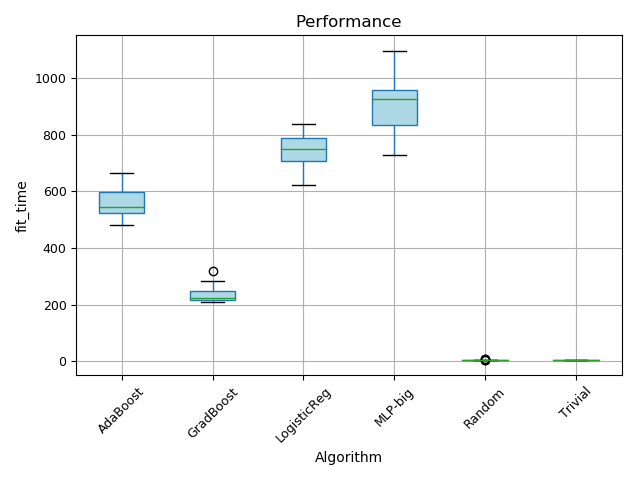 Performance
fit_time
1000
800
600
400
200
0
AdaBoost
GradBoost
LogisticReg
MLP-big
Random
Trivial
Algorithm